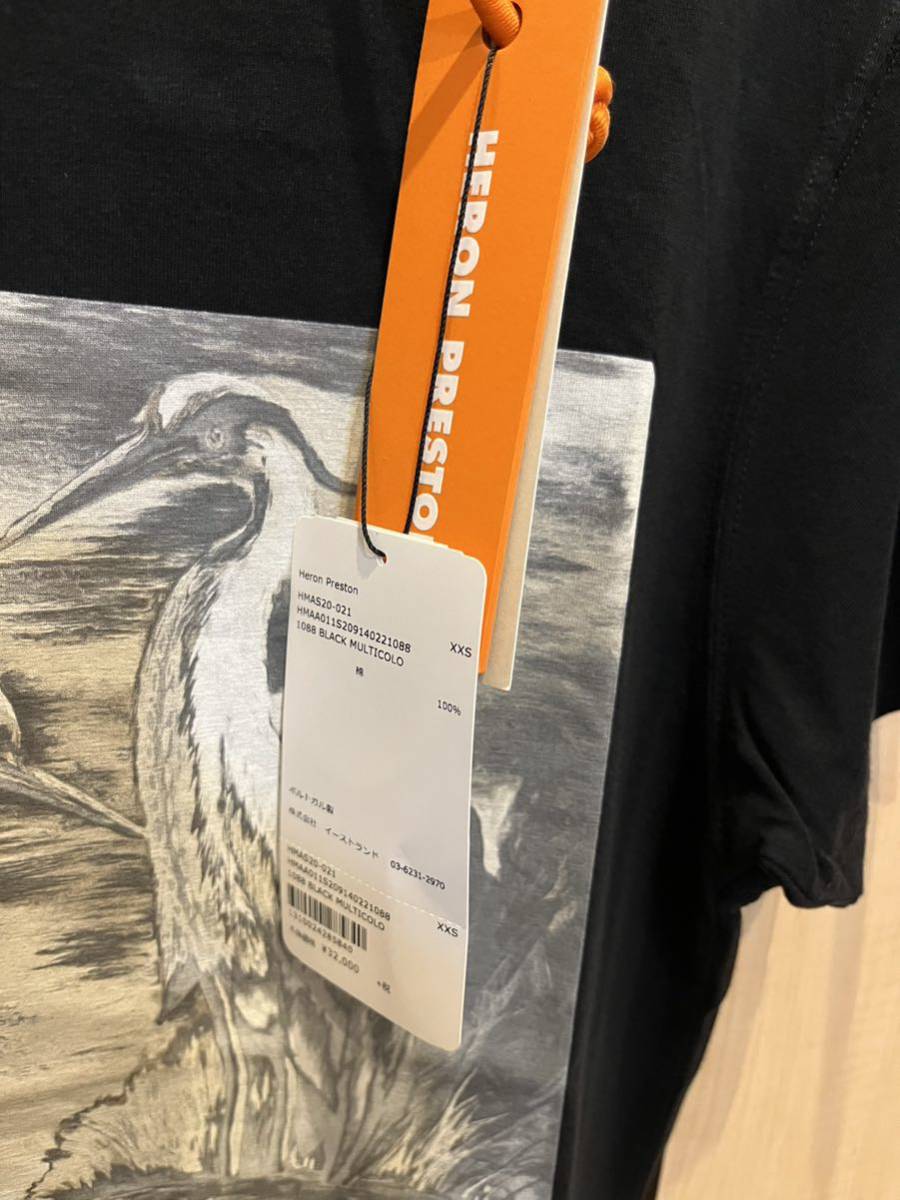 HERON PRESTON
Heron Preston
HMAS20-021
HMAA011S209140221088
1088 BLACK MULTICOLO XXS
棉
100%
ポルトガル製
株式会社 イーストランド 03-6231-2970
HMAS20-021
HMAA011S209140221088
1088 BLACK MULTICOLO XXS
1310024285840
¥32,000
+税